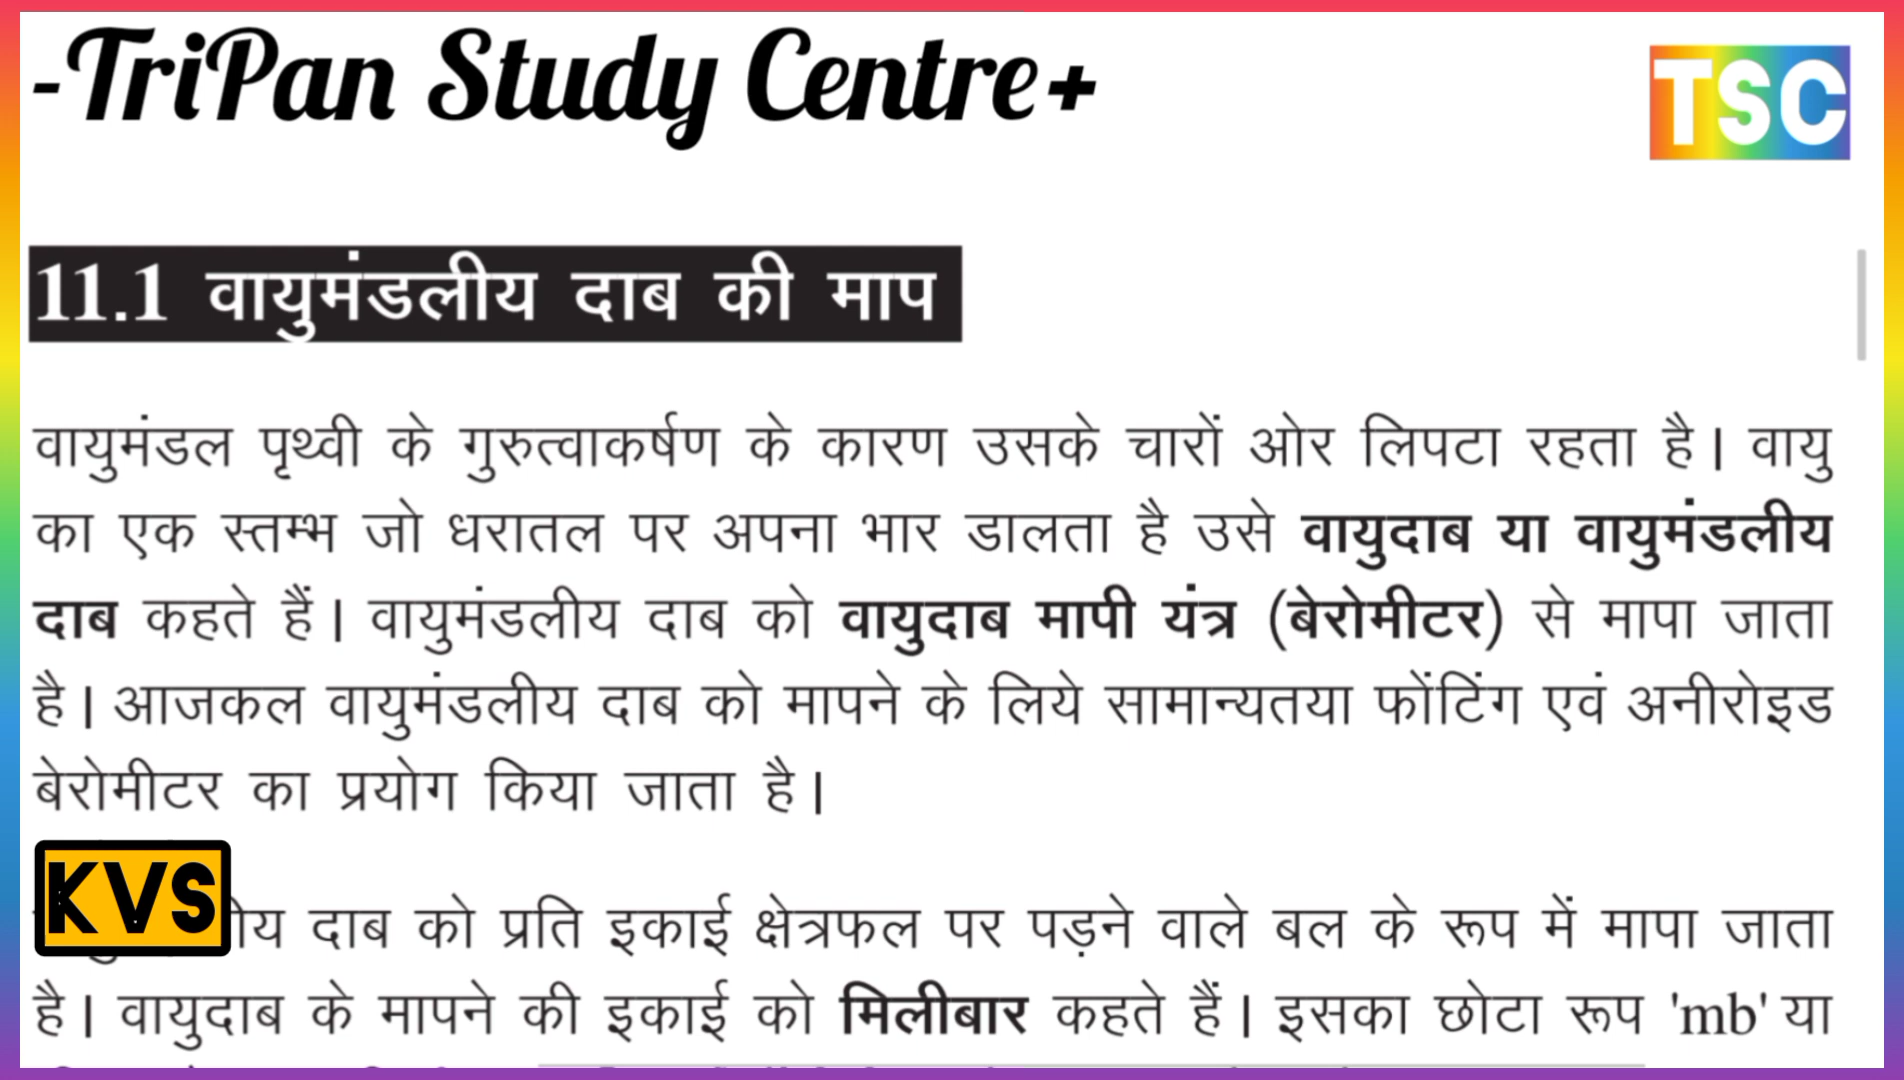 -TriPan Study Centre+
TSC
11.1 वायुमंडलीय दाब की माप
वायुमंडल पृथ्वी के गुरुत्वाकर्षण के कारण उसके चारों ओर लिपटा रहता है। वायु
का एक स्तम्भ जो धरातल पर अपना भार डालता है उसे वायुदाब या वायुमंडलीय
दाब कहते हैं। वायुमंडलीय दाब को वायुदाब मापी यंत्र (बेरोमीटर) से मापा जाता
है। आजकल वायुमंडलीय दाब को मापने के लिये सामान्यतया फोंटिंग एवं अनीरोइड
बेरोमीटर का प्रयोग किया जाता है।
KVS
दाब को प्रति इकाई क्षेत्रफल पर पड़ने वाले बल के रूप में मापा जाता
है। वायुदाब के मापने की इकाई को मिलीबार कहते हैं। इसका छोटा रूप 'mb' या